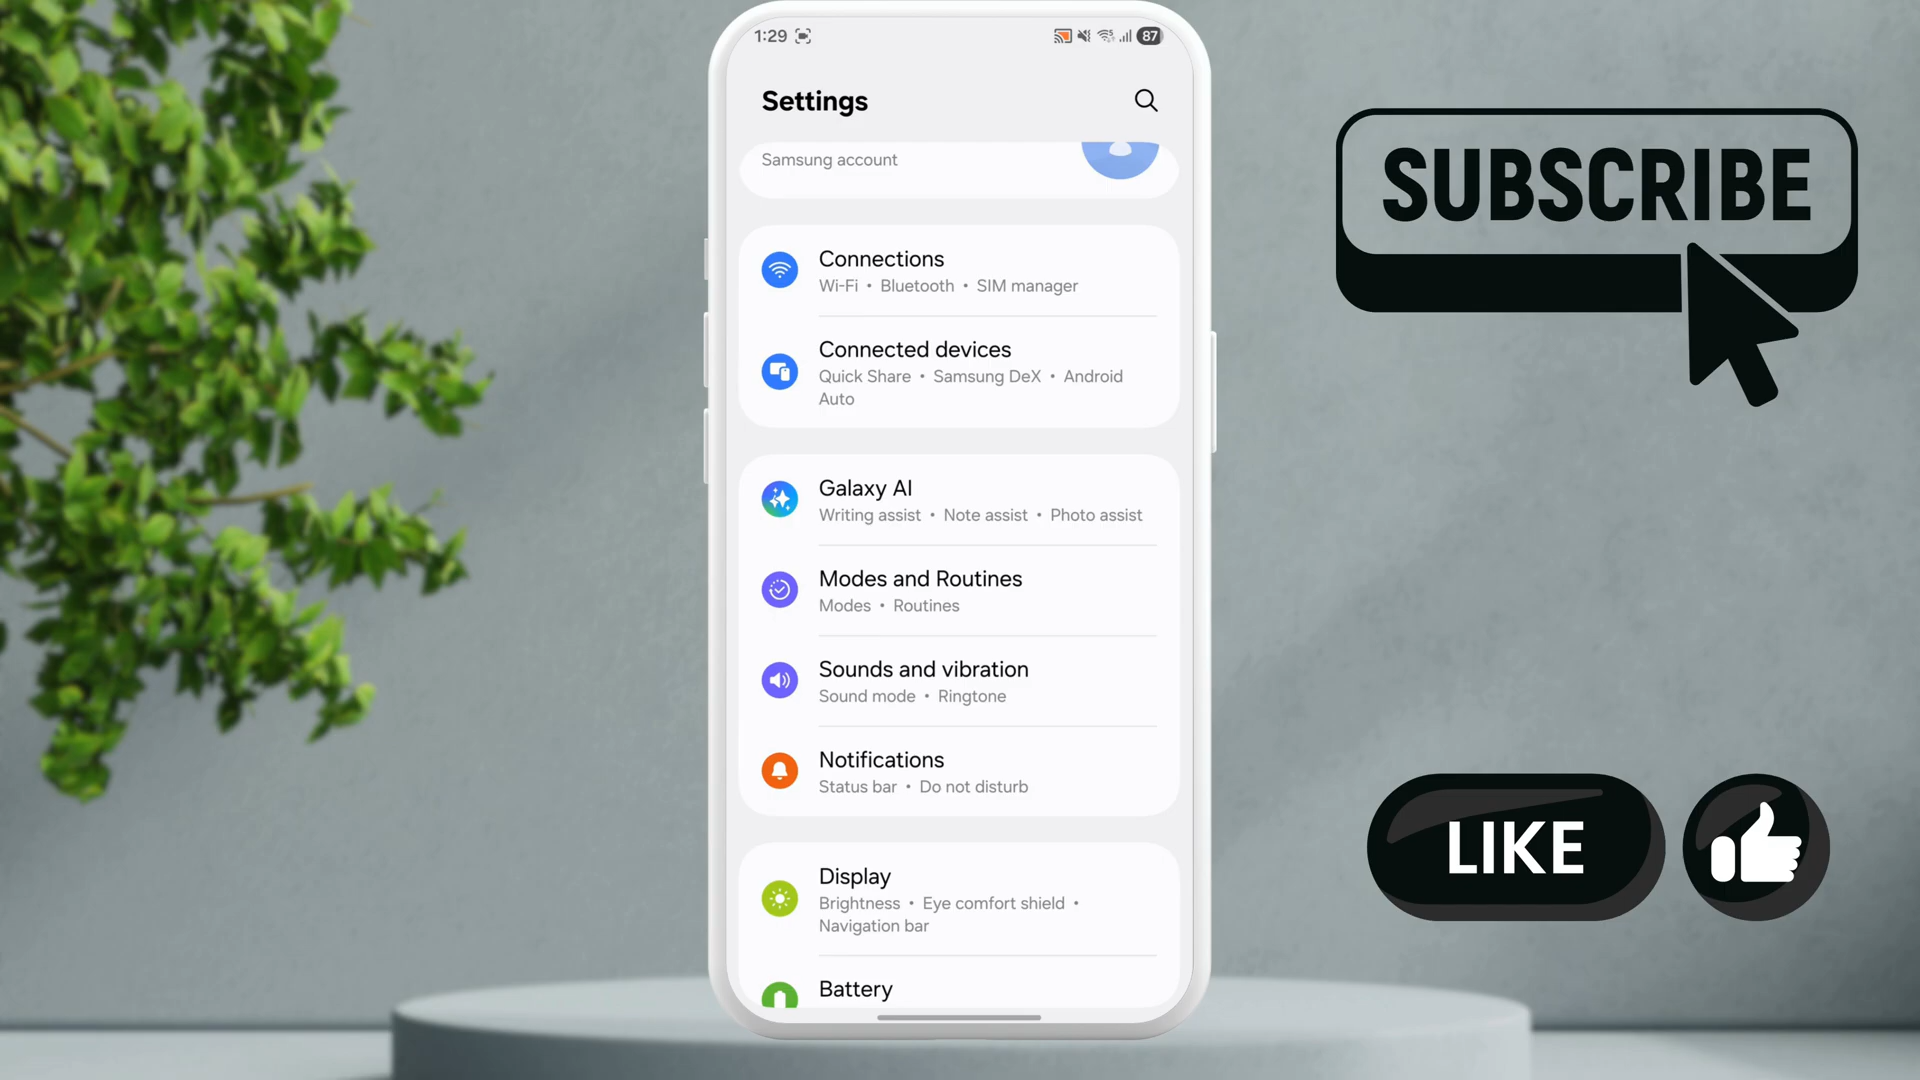 1:29
87
Settings
Samsung account
Connections
Wi-Fi • Bluetooth • SIM manager
Connected devices
Quick Share • Samsung DeX • Android
Auto
Galaxy AI
Writing assist • Note assist • Photo assist
Modes and Routines
Modes • Routines
Sounds and vibration
Sound mode • Ringtone
Notifications
Status bar • Do not disturb
Display
Brightness • Eye comfort shield •
Navigation bar
Battery
SUBSCRIBE
LIKE